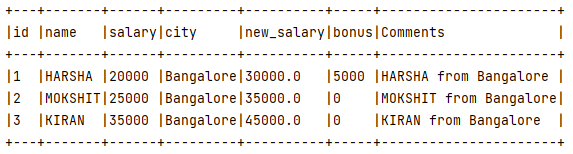 +---+-------+------+---------+----------+-----+----------------------+
|id |name   |salary|city     |new_salary|bonus|Comments              |
+---+-------+------+---------+----------+-----+----------------------+
|1  |HARSHA |20000 |Bangalore|30000.0   |5000 |HARSHA from Bangalore |
|2  |MOKSHIT|25000 |Bangalore|35000.0   |0    |MOKSHIT from Bangalore|
|3  |KIRAN  |35000 |Bangalore|45000.0   |0    |KIRAN from Bangalore  |
+---+-------+------+---------+----------+-----+----------------------+